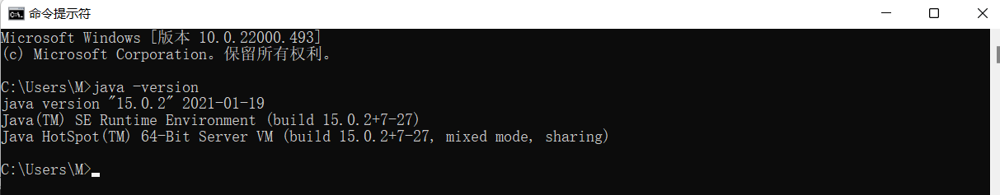 命令提示符
Microsoft Windows [版本 10.0.22000.493]
(c) Microsoft Corporation。保留所有权利。
C:\Users\M>java -version
java version "15.0.2" 2021-01-19
Java(TM) SE Runtime Environment (build 15.0.2+7-27)
Java HotSpot(TM) 64-Bit Server VM (build 15.0.2+7-27, mixed mode, sharing)
C:\Users\M>